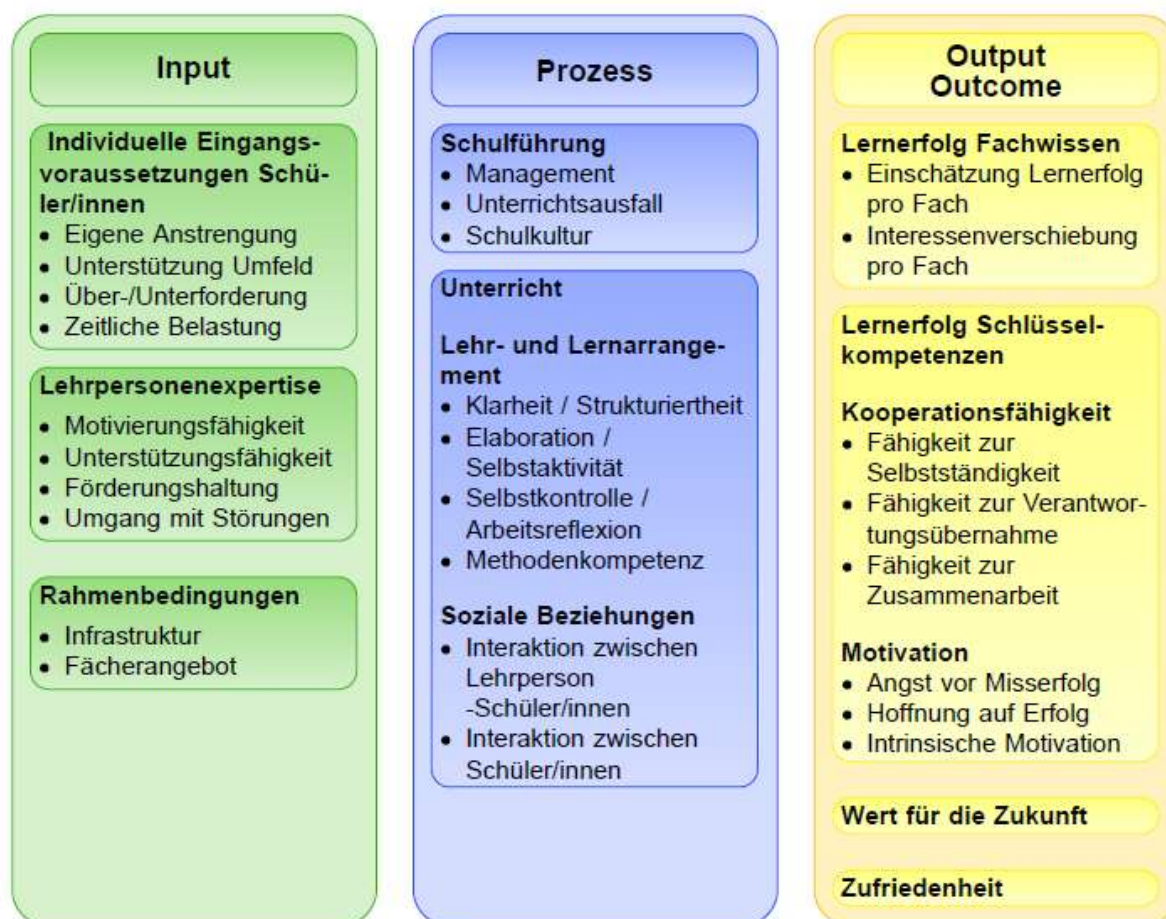 Input
Individuelle Eingangs-
voraussetzungen Schü-
ler/innen
• Eigene Anstrengung
• Unterstützung Umfeld
• Über-/Unterforderung
• Zeitliche Belastung
Lehrpersonenexpertise
• Motivierungsfähigkeit
• Unterstützungsfähigkeit
• Förderungshaltung
• Umgang mit Störungen
Rahmenbedingungen
• Infrastruktur
• Fächerangebot
Prozess
Schulführung
• Management
• Unterrichtsausfall
• Schulkultur
Unterricht
Lehr- und Lernarrange-
ment
• Klarheit / Strukturiertheit
• Elaboration /
Selbstaktivität
• Selbstkontrolle /
Arbeitsreflexion
• Methodenkompetenz
Soziale Beziehungen
• Interaktion zwischen
Lehrperson
-Schüler/innen
• Interaktion zwischen
Schüler/innen
Output
Outcome
Lernerfolg Fachwissen
• Einschätzung Lernerfolg
pro Fach
• Interessenverschiebung
pro Fach
Lernerfolg Schlüssel-
kompetenzen
Kooperationsfähigkeit
• Fähigkeit zur
Selbstständigkeit
• Fähigkeit zur Verantwor-
tungsübernahme
• Fähigkeit zur
Zusammenarbeit
Motivation
• Angst vor Misserfolg
• Hoffnung auf Erfolg
• Intrinsische Motivation
Wert für die Zukunft
Zufriedenheit